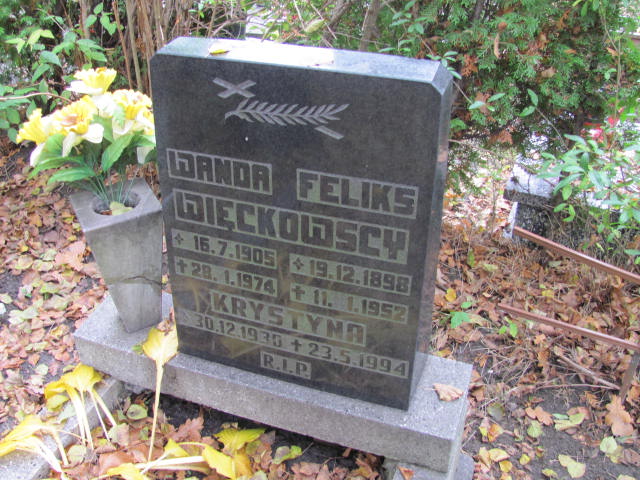 WANDA FELIKS
WIĘCKOWSCY
* 16.7.1905 * 19.12.1898
+ 28.1.1974 + 11.1.1952
KRYSTYNA
* 30.12.1930 + 23.5.1994
R.I.P.